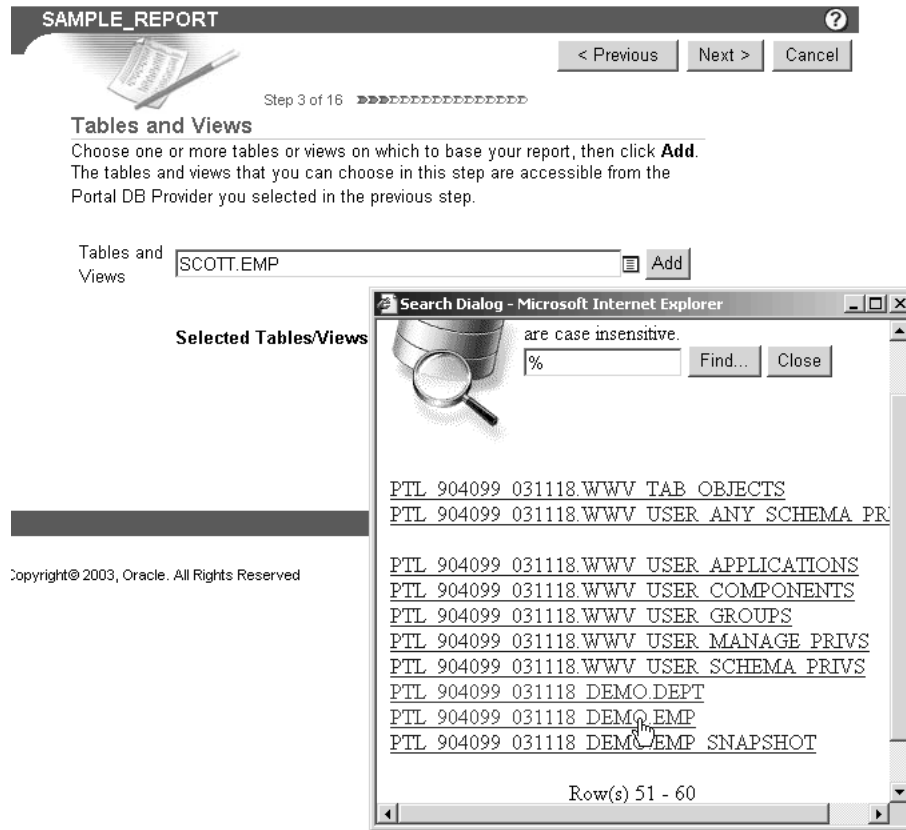 SAMPLE_REPORT
?
< Previous Next > Cancel
Step 3 of 16
Tables and Views
Choose one or more tables or views on which to base your report, then click Add.
The tables and views that you can choose in this step are accessible from the
Portal DB Provider you selected in the previous step.
Tables and
Views
SCOTT.EMP
Add
Selected Tables/Views
Search Dialog - Microsoft Internet Explorer
are case insensitive.
%
Find... Close
PTL_904099_031118.WWV_TAB_OBJECTS
PTL_904099_031118.WWV_USER_ANY_SCHEMA_PR
PTL_904099_031118.WWV_USER_APPLICATIONS
PTL_904099_031118.WWV_USER_COMPONENTS
PTL_904099_031118.WWV_USER_GROUPS
PTL_904099_031118.WWV_USER_MANAGE_PRIVS
PTL_904099_031118.WWV_USER_SCHEMA_PRIVS
PTL_904099_031118_DEMO.DEPT
PTL_904099_031118_DEMO.EMP
PTL_904099_031118_DEMO.EMP_SNAPSHOT
Row(s) 51 - 60
Copyright© 2003, Oracle. All Rights Reserved